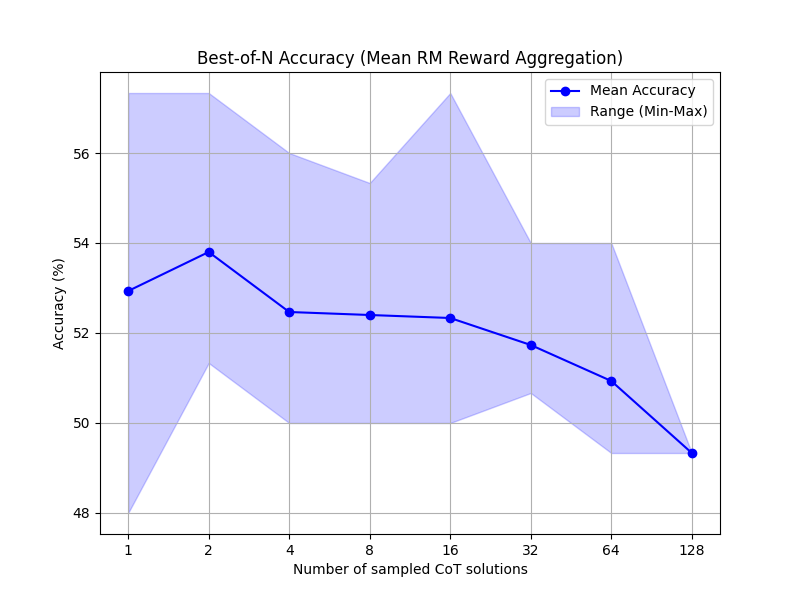 Best-of-N Accuracy (Mean RM Reward Aggregation)
Mean Accuracy
Range (Min-Max)
Accuracy (%)
56
54
52
50
48
1 2 4 8 16 32 64 128
Number of sampled CoT solutions